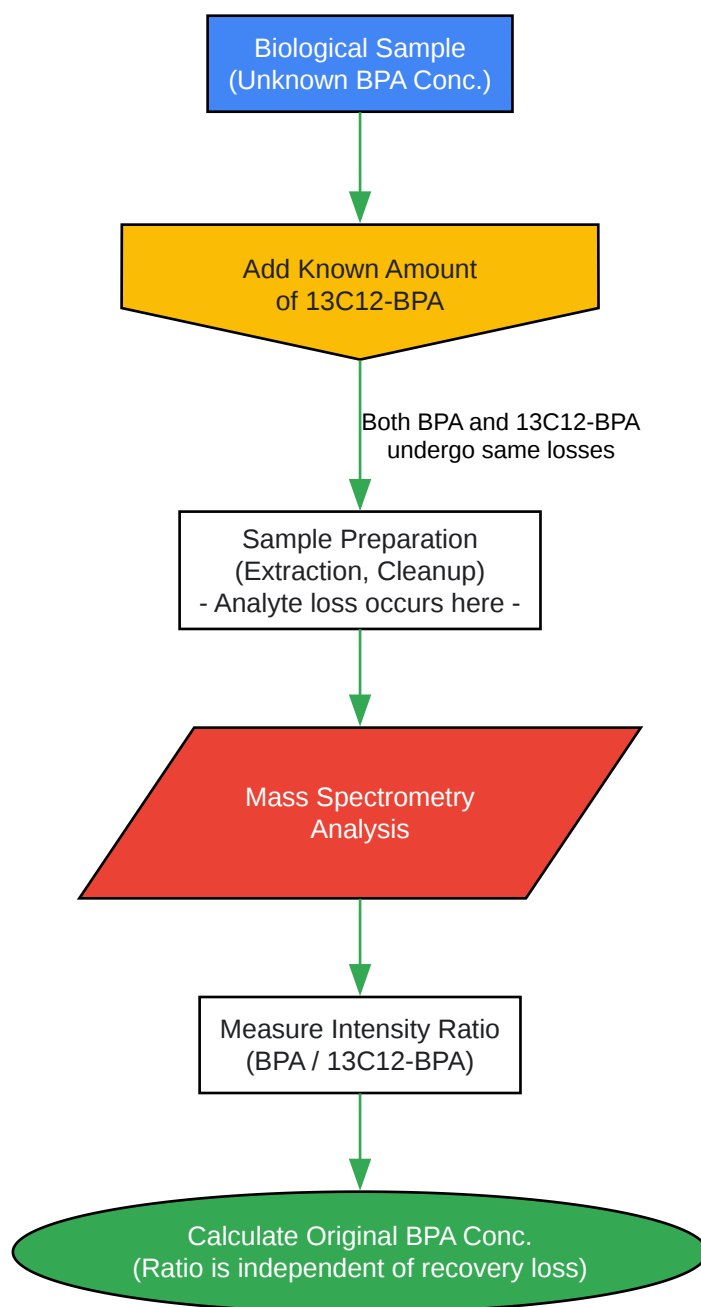 Biological Sample
(Unknown BPA Conc.)
Add Known Amount
of 13C12-BPA
Both BPA and 13C12-BPA
undergo same losses
Sample Preparation
(Extraction, Cleanup)
- Analyte loss occurs here -
Mass Spectrometry
Analysis
Measure Intensity Ratio
(BPA / 13C12-BPA)
Calculate Original BPA Conc.
(Ratio is independent of recovery loss)